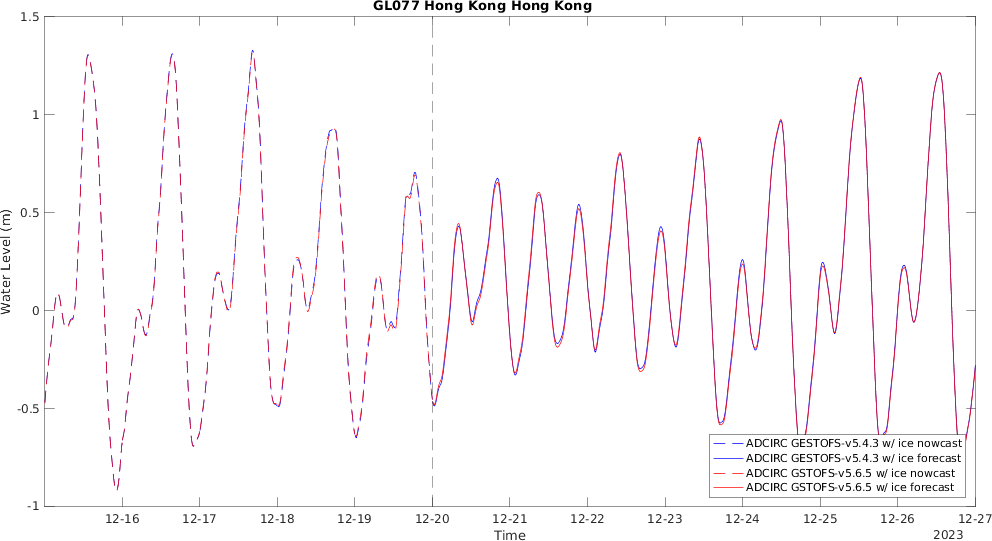 GL077 Hong Kong Hong Kong
1.5
1
0.5
0
-0.5
-1
Water Level (m)
12-16
12-17
12-18
12-19
12-20
12-21
12-22
12-23
12-24
12-25
12-26
12-27
Time
2023
ADCIRC GESTOFS-v5.4.3 w/ ice nowcast
ADCIRC GESTOFS-v5.4.3 w/ ice forecast
ADCIRC GSTOFS-v5.6.5 w/ ice nowcast
ADCIRC GSTOFS-v5.6.5 w/ ice forecast